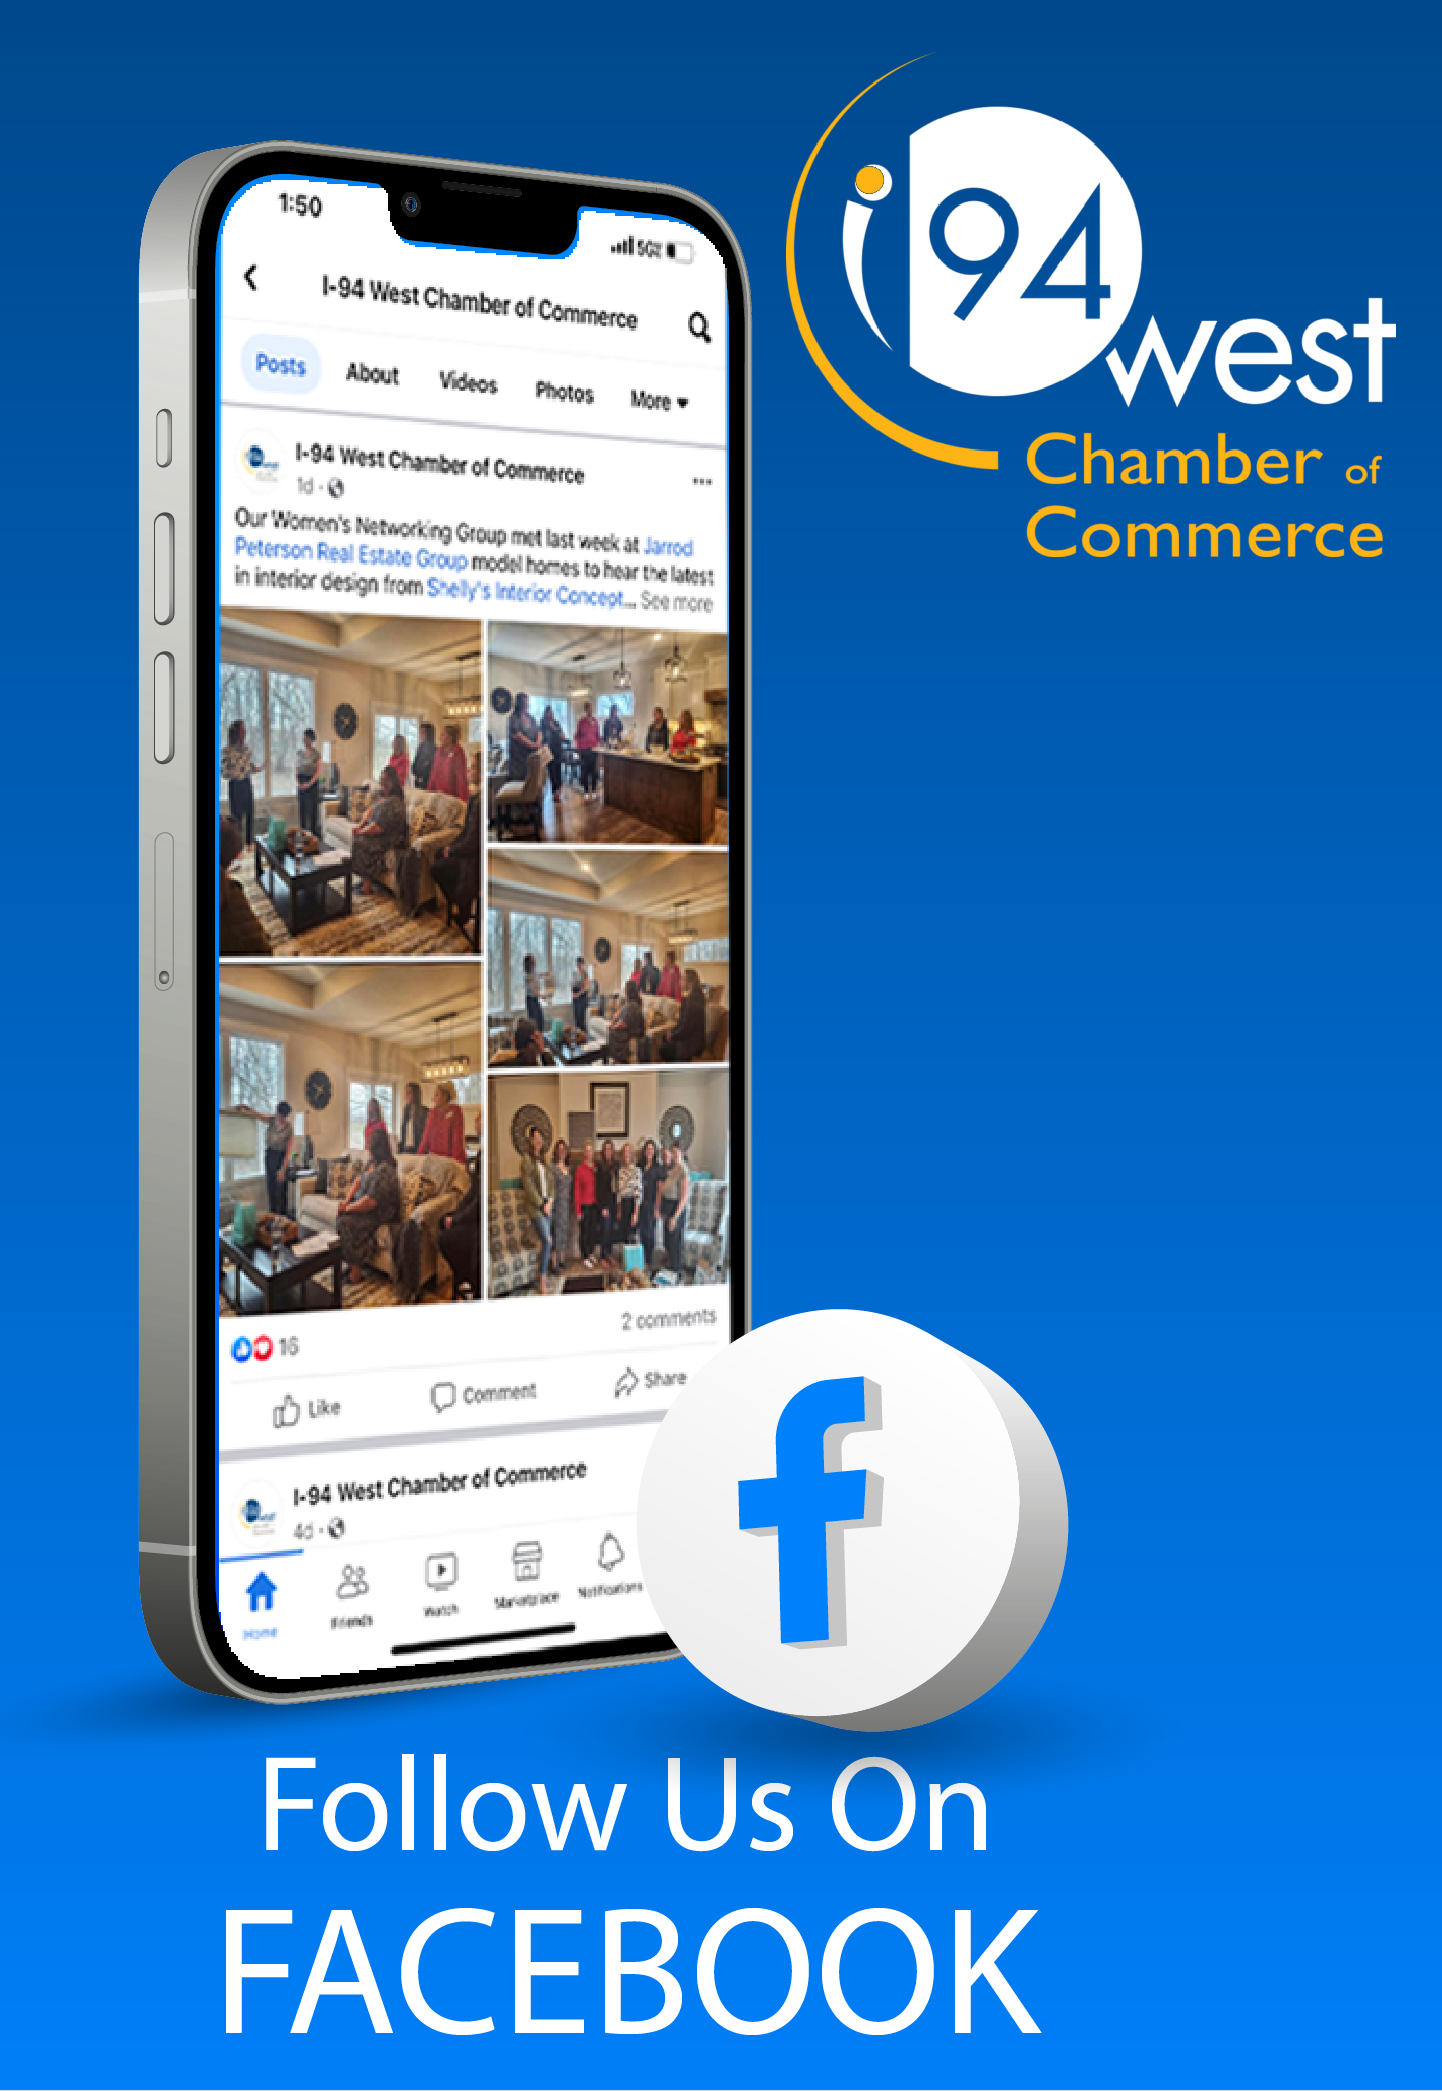 1:50
5G
I-94 West Chamber of Commerce
Posts About Videos Photos More
I-94 West Chamber of Commerce
1d
Our Women's Networking Group met last week at Jarrod
Peterson Real Estate Group model homes to hear the latest
in interior design from Shelly's Interior Concept... See more
16
2 comments
Like Comment Share
I-94 West Chamber of Commerce
4d
Home Friends Watch Marketplace Notifications
i94
west
Chamber of
Commerce
Follow Us On
FACEBOOK